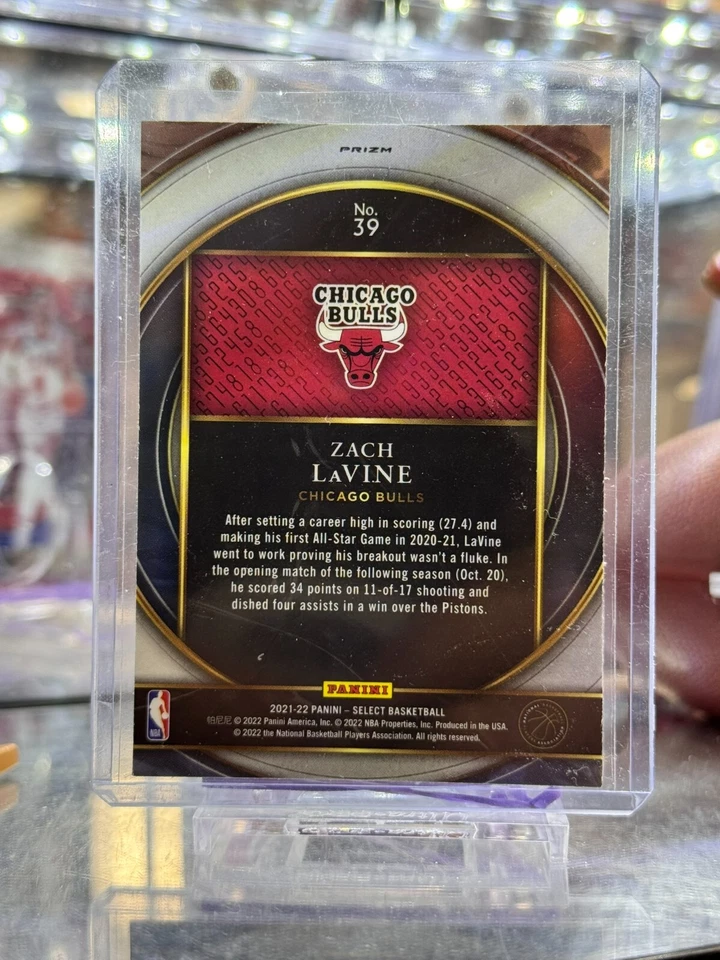 PRIZM
No.
39
CHICAGO
BULLS
ZACH
LAVINE
CHICAGO BULLS
After setting a career high in scoring (27.4) and
making his first All-Star Game in 2020-21, LaVine
went to work proving his breakout wasn't a fluke. In
the opening match of the following season (Oct. 20),
he scored 34 points on 11-of-17 shooting and
dished four assists in a win over the Pistons.
PANINI
2021-22 PANINI – SELECT BASKETBALL
帕尼尼 © 2022 Panini America, Inc. © 2022 NBA Properties, Inc. Produced in the USA.
© 2022 the National Basketball Players Association. All rights reserved.
NBA